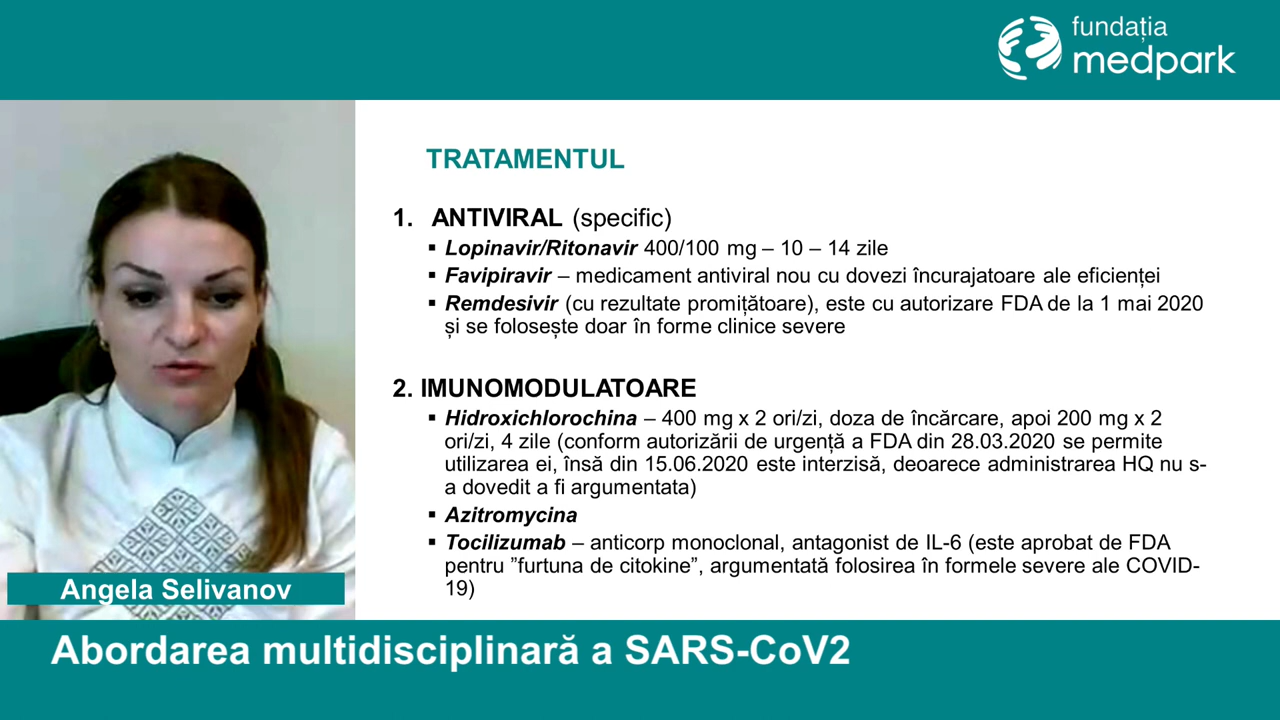 fundația
medpark
TRATAMENTUL
1. ANTIVIRAL (specific)
▪ Lopinavir/Ritonavir 400/100 mg – 10 – 14 zile
▪ Favipiravir – medicament antiviral nou cu dovezi încurajatoare ale eficienței
▪ Remdesivir (cu rezultate promițătoare), este cu autorizare FDA de la 1 mai 2020
și se folosește doar în forme clinice severe
2. IMUNOMODULATOARE
▪ Hidroxichlorochina – 400 mg x 2 ori/zi, doza de încărcare, apoi 200 mg x 2
ori/zi, 4 zile (conform autorizării de urgență a FDA din 28.03.2020 se permite
utilizarea ei, însă din 15.06.2020 este interzisă, deoarece administrarea HQ nu s-
a dovedit a fi argumentata)
▪ Azitromycina
▪ Tocilizumab – anticorp monoclonal, antagonist de IL-6 (este aprobat de FDA
pentru ”furtuna de citokine”, argumentată folosirea în formele severe ale COVID-
19)
Angela Selivanov
Abordarea multidisciplinară a SARS-CoV2